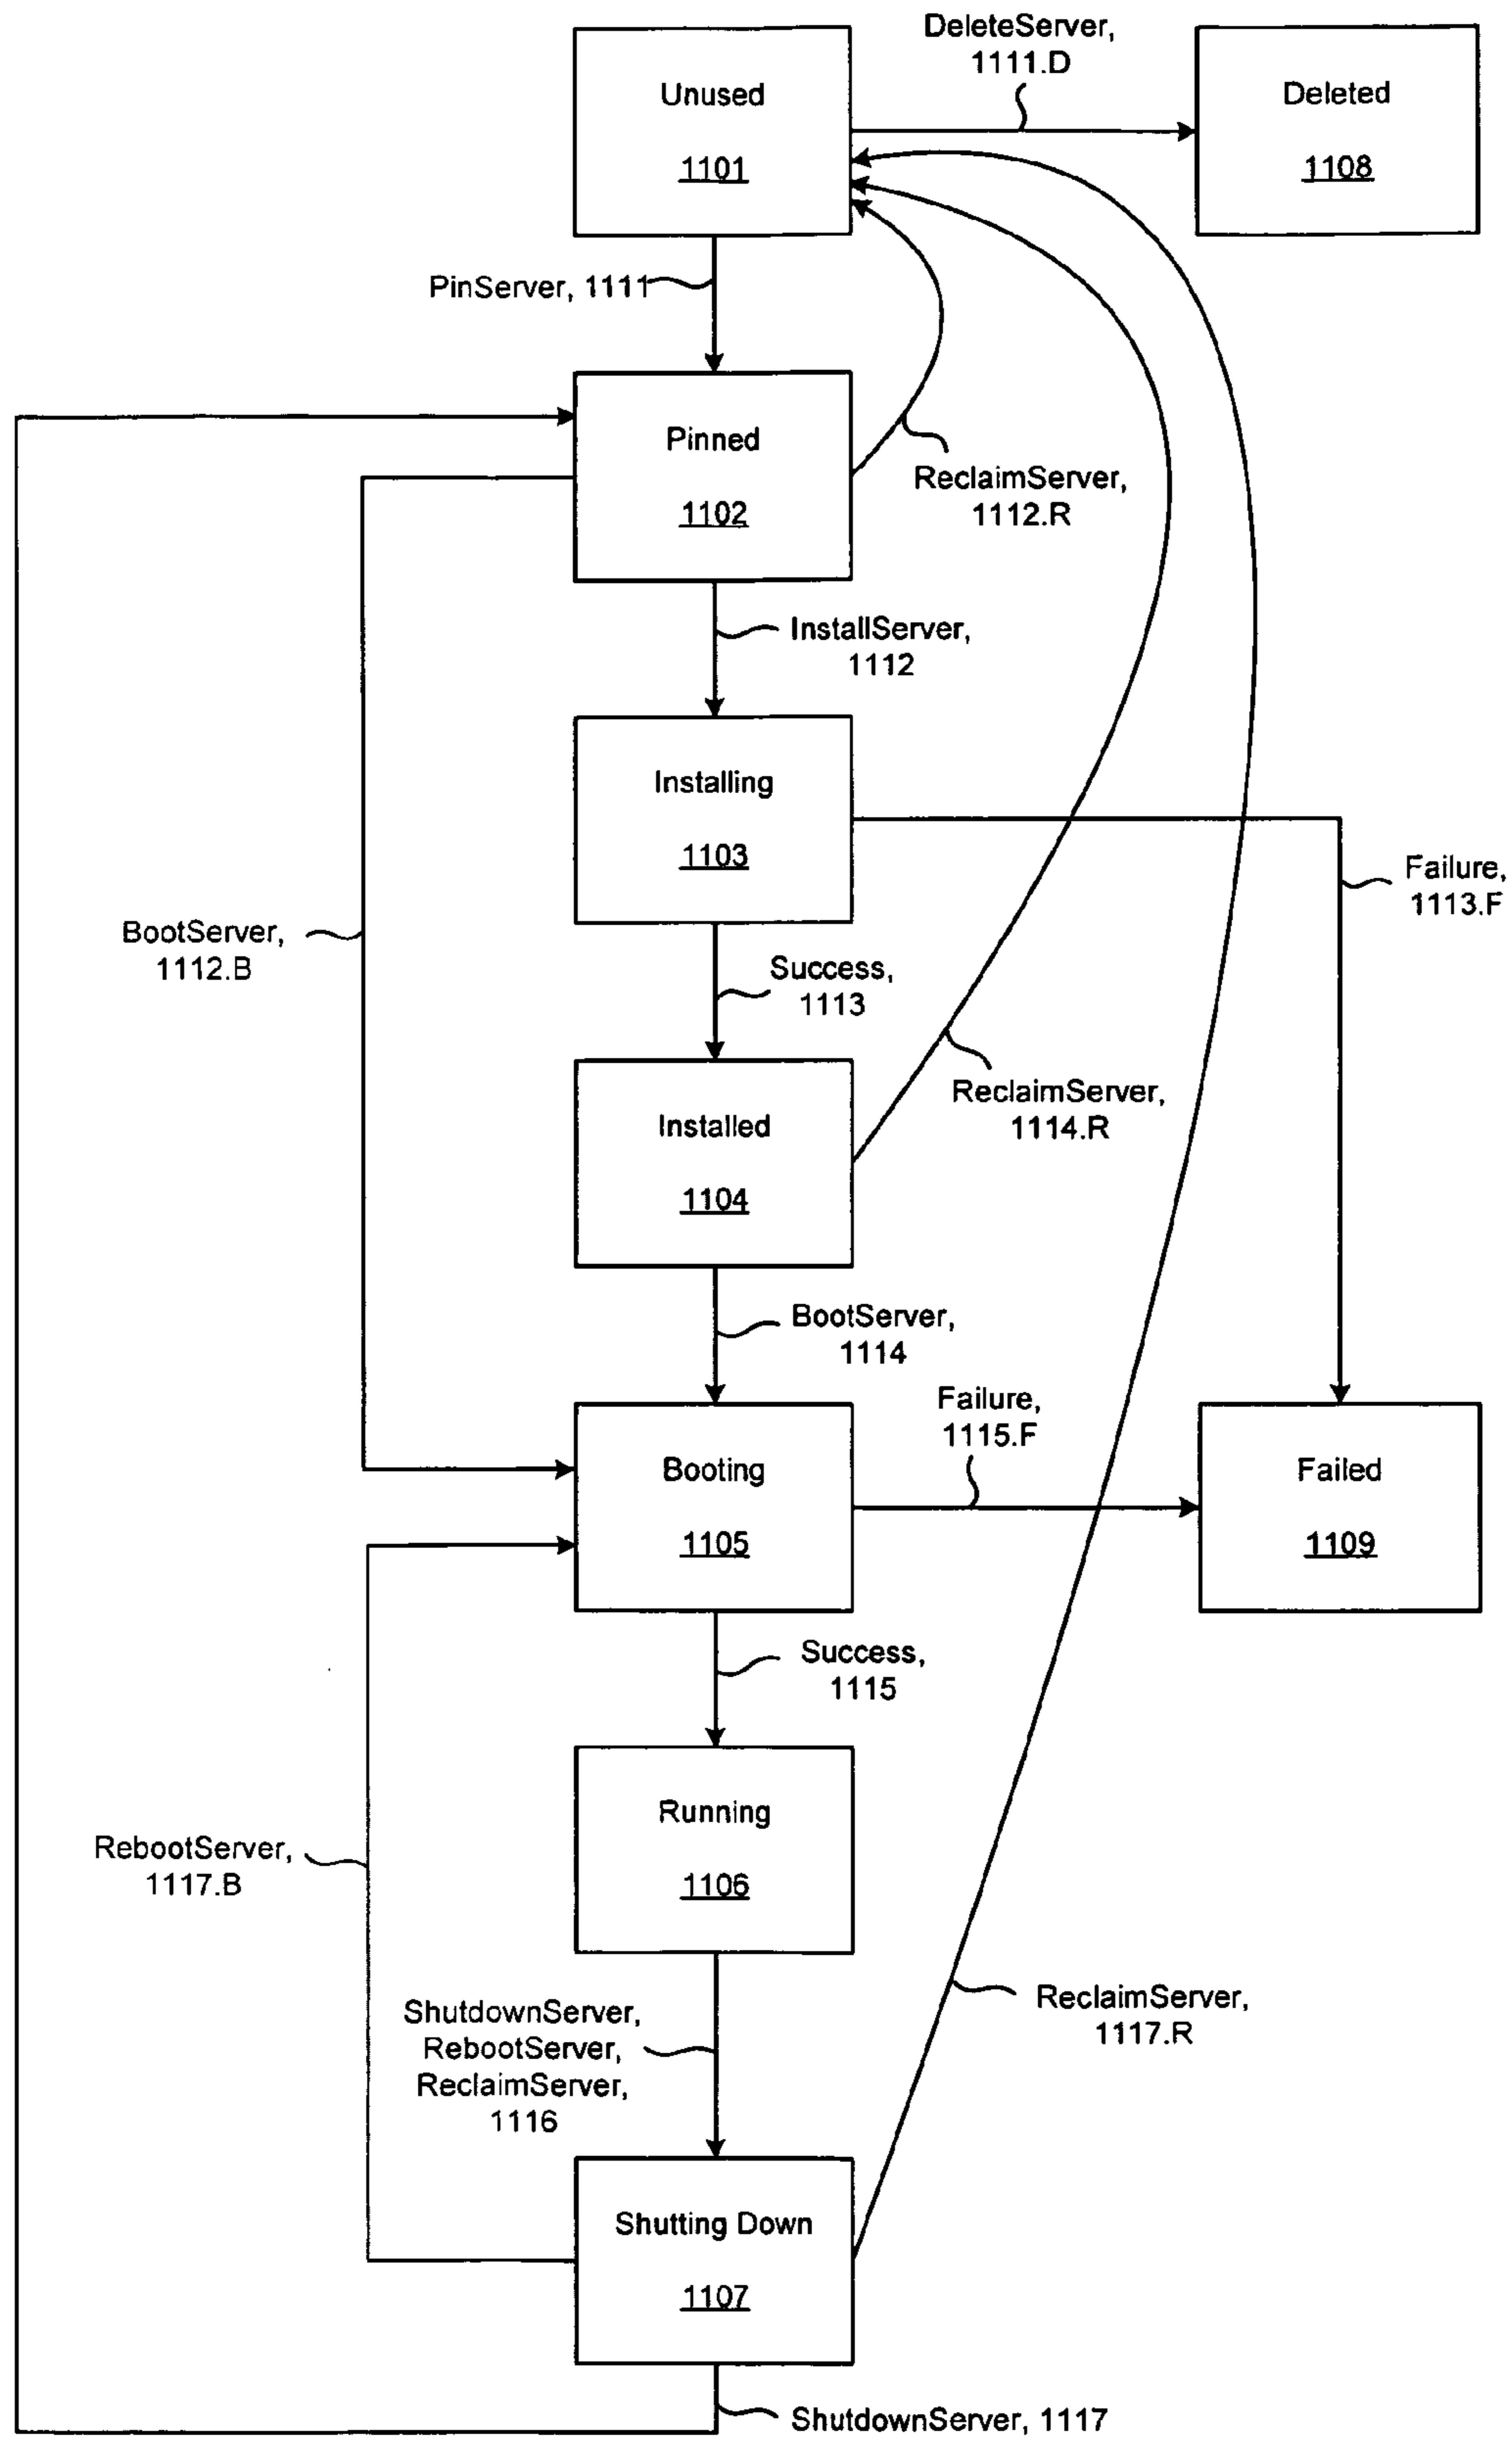 DeleteServer,
1111.D
Unused
1101
Deleted
1108
PinServer, 1111
Pinned
1102
ReclaimServer,
1112.R
InstallServer,
1112
Installing
1103
Failure,
1113.F
BootServer,
1112.B
Success,
1113
ReclaimServer,
1114.R
Installed
1104
BootServer,
1114
Failure,
1115.F
Booting
1105
Failed
1109
Success,
1115
Running
1106
RebootServer,
1117.B
ShutdownServer,
RebootServer,
ReclaimServer,
1116
ReclaimServer,
1117.R
Shutting Down
1107
ShutdownServer, 1117